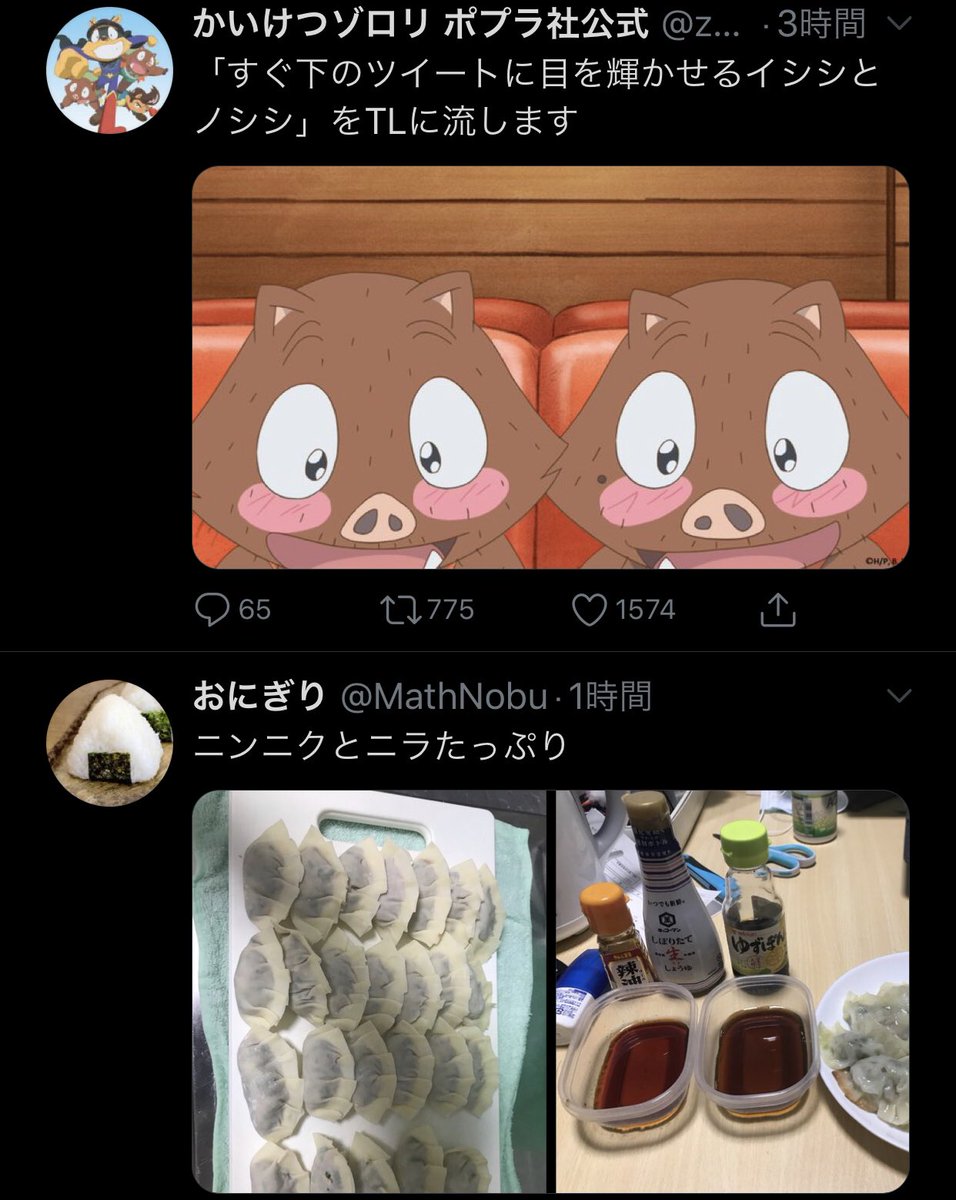 かいけつゾロリ ポプラ社公式 @z... ·3時間
「すぐ下のツイートに目を輝かせるイシシと
ノシシ」をTLに流します
©H/P, B
65 775 1574
おにぎり @MathNobu·1時間
ニンニクとニラたっぷり
いつでも新鮮
キッコーマン
しぼりたて
生
しょうゆ
ゆずぽん
辣油